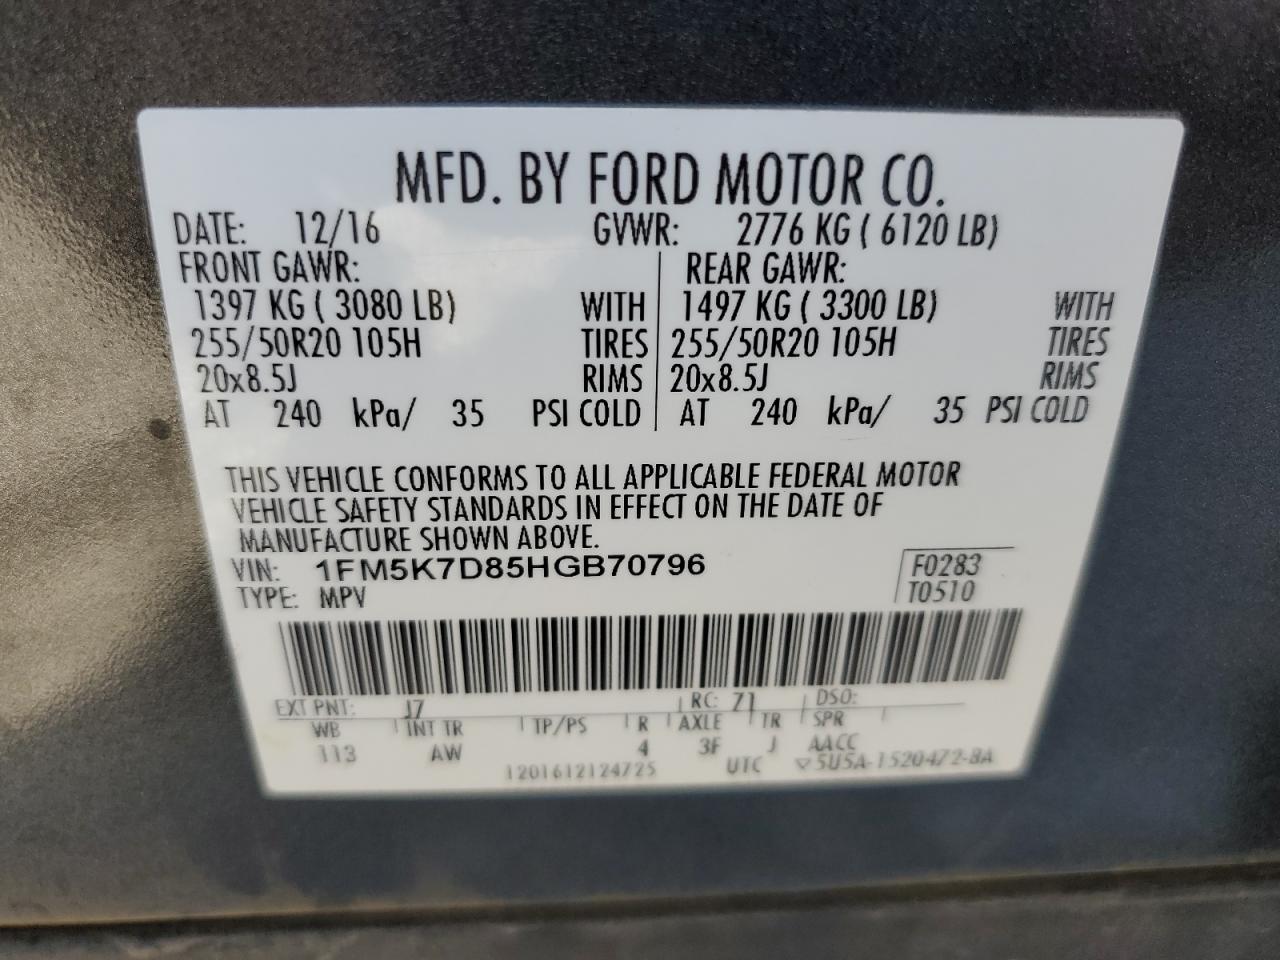 MFD. BY FORD MOTOR CO.
DATE: 12/16 GVWR: 2776 KG ( 6120 LB)
FRONT GAWR: REAR GAWR:
1397 KG ( 3080 LB) WITH 1497 KG ( 3300 LB) WITH
255/50R20 105H TIRES 255/50R20 105H TIRES
20x8.5J RIMS 20x8.5J RIMS
AT 240 kPa/ 35 PSI COLD AT 240 kPa/ 35 PSI COLD
THIS VEHICLE CONFORMS TO ALL APPLICABLE FEDERAL MOTOR
VEHICLE SAFETY STANDARDS IN EFFECT ON THE DATE OF
MANUFACTURE SHOWN ABOVE.
VIN: 1FM5K7D85HGB70796 F0283
TYPE: MPV T0510
EXT PNT: J7 RC: 71 DSO:
WB INT TR TP/PS R AXLE TR SPR
113 AW 4 3F J AACC
1201612124725 UTC ▽5U5A-1520472-BA